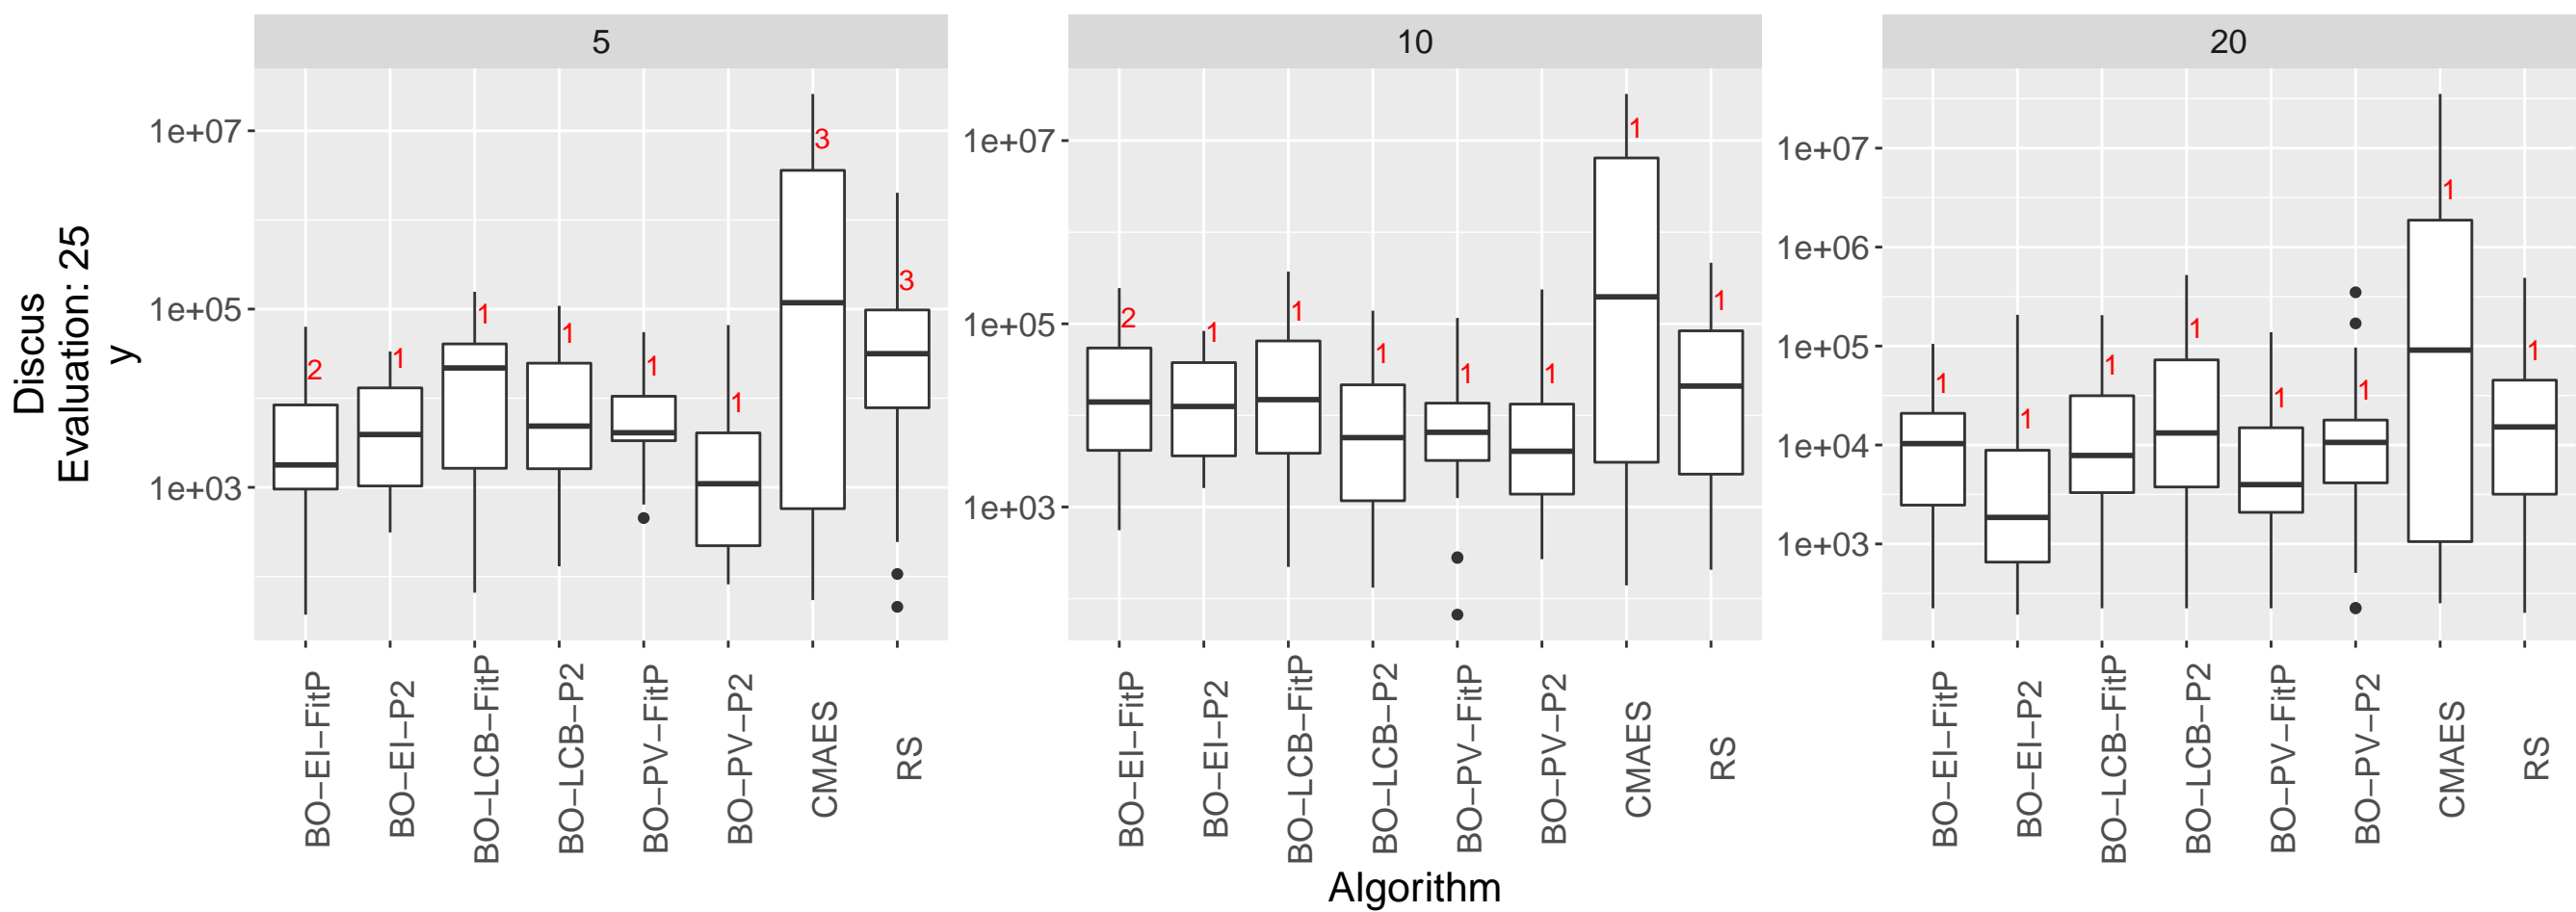 Discus
Evaluation: 25
y
5
1e+07
1e+05
1e+03
2
1
1
1
1
1
3
3
BO−EI−FitP
BO−EI−P2
BO−LCB−FitP
BO−LCB−P2
BO−PV−FitP
BO−PV−P2
CMAES
RS
10
1e+07
1e+05
1e+03
2
1
1
1
1
1
1
1
BO−EI−FitP
BO−EI−P2
BO−LCB−FitP
BO−LCB−P2
BO−PV−FitP
BO−PV−P2
CMAES
RS
20
1e+07
1e+06
1e+05
1e+04
1e+03
1
1
1
1
1
1
1
1
BO−EI−FitP
BO−EI−P2
BO−LCB−FitP
BO−LCB−P2
BO−PV−FitP
BO−PV−P2
CMAES
RS
Algorithm